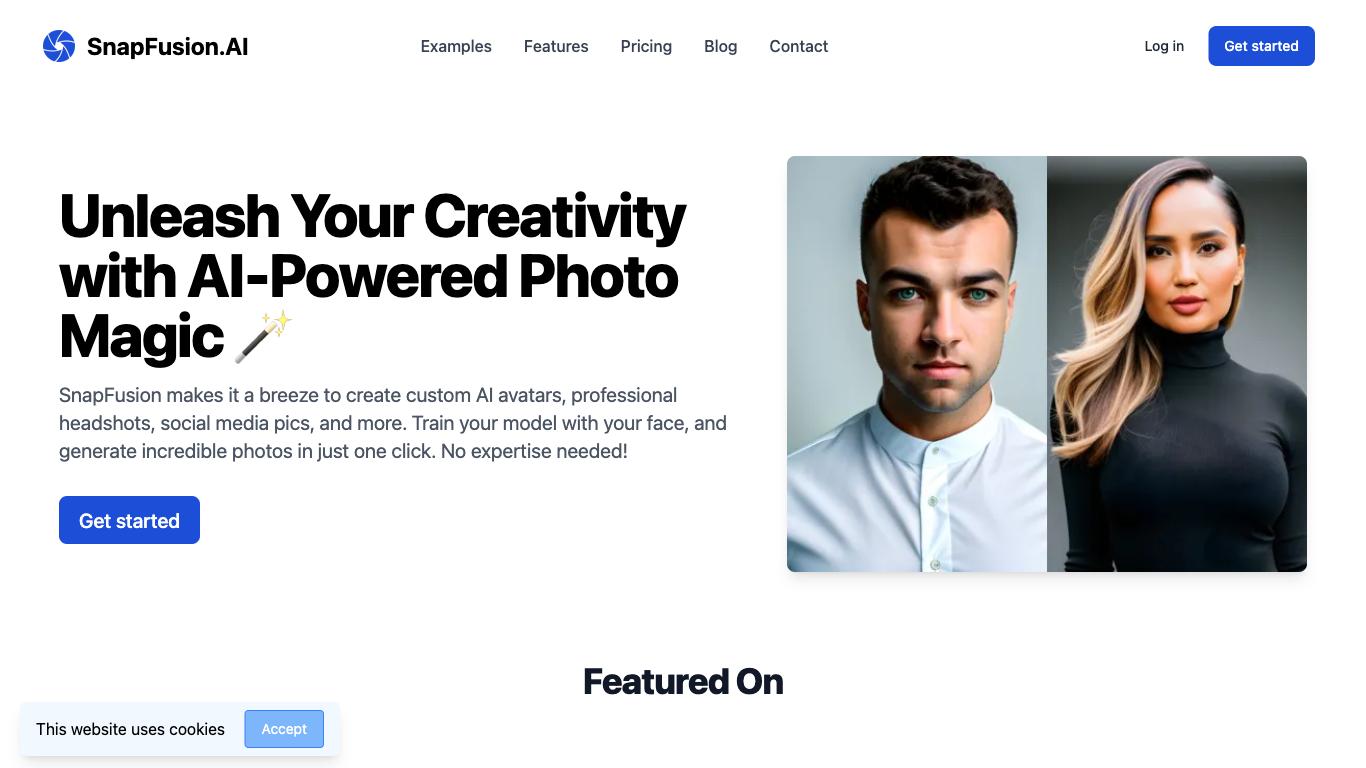 SnapFusion.AI
Examples
Features
Pricing
Blog
Contact
Log in
Get started
Unleash Your Creativity
with AI-Powered Photo
Magic 🪄
SnapFusion makes it a breeze to create custom AI avatars, professional
headshots, social media pics, and more. Train your model with your face, and
generate incredible photos in just one click. No expertise needed!
Get started
Featured On
This website uses cookies
Accept